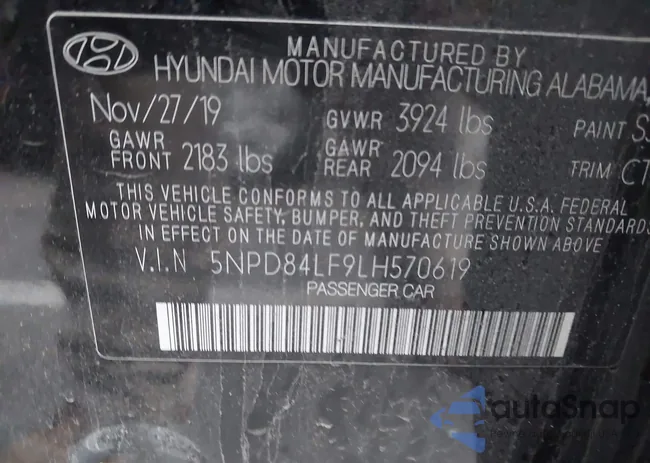 MANUFACTURED BY
HYUNDAI MOTOR MANUFACTURING ALABAMA,
Nov/27/19 GVWR 3924 lbs PAINT
GAWR FRONT 2183 lbs GAWR REAR 2094 lbs TRIM CT
THIS VEHICLE CONFORMS TO ALL APPLICABLE U.S.A. FEDERAL
MOTOR VEHICLE SAFETY, BUMPER, AND THEFT PREVENTION STANDARDS
IN EFFECT ON THE DATE OF MANUFACTURE SHOWN ABOVE
V.I.N 5NPD84LF9LH570619
PASSENGER CAR
autoSnap